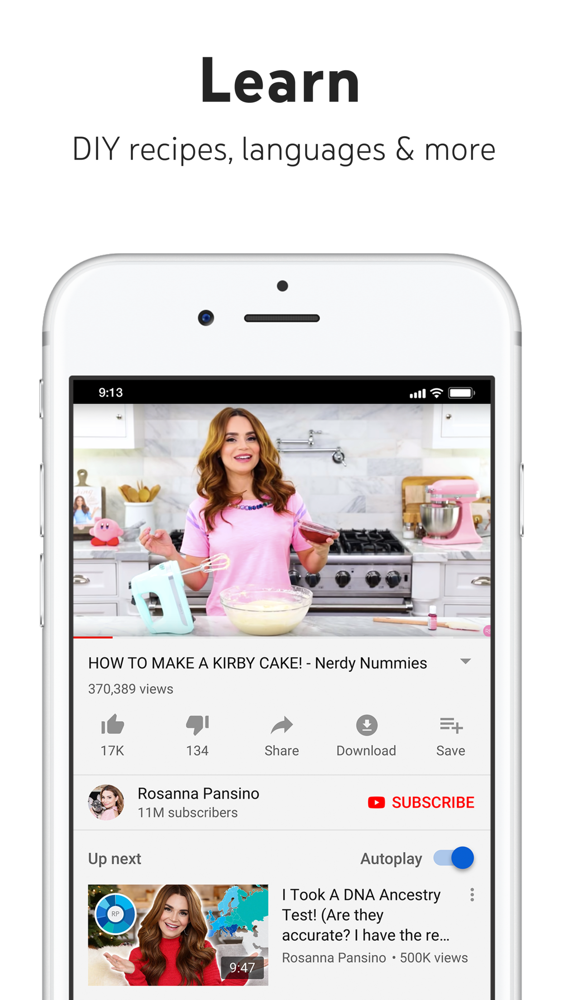 Learn
DIY recipes, languages & more
9:13
HOW TO MAKE A KIRBY CAKE! - Nerdy Nummies
370,389 views
17K
134
Share
Download
Save
Rosanna Pansino
11M subscribers
SUBSCRIBE
Up next
Autoplay
RP
9:47
I Took A DNA Ancestry
Test! (Are they
accurate? I have the re...
Rosanna Pansino • 500K views